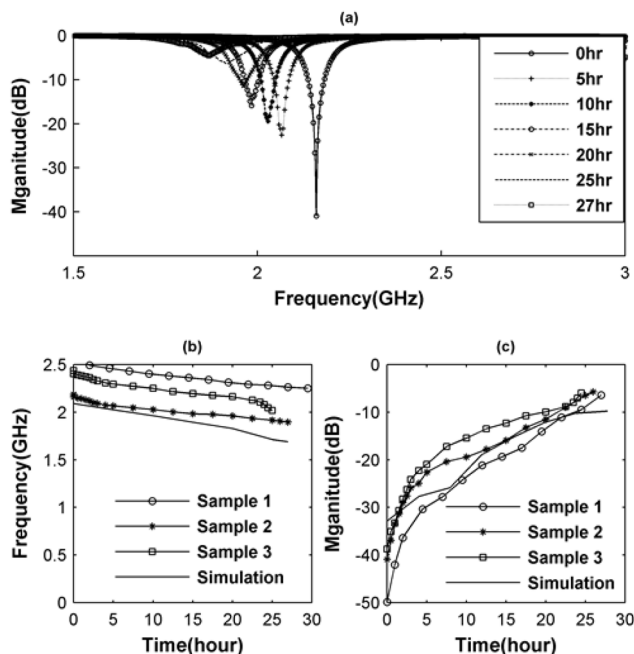 (a)
0
-10
-20
-30
-40
Mganitude(dB)
1.5
2
2.5
3
Frequency(GHz)
0hr
5hr
10hr
15hr
20hr
25hr
27hr
(b)
2.5
2
1.5
1
0.5
0
Frequency(GHz)
0 5 10 15 20 25 30
Time(hour)
Sample 1
Sample 2
Sample 3
Simulation
(c)
0
-10
-20
-30
-40
-50
Mganitude(dB)
0 5 10 15 20 25 30
Time(hour)
Sample 1
Sample 2
Sample 3
Simulation